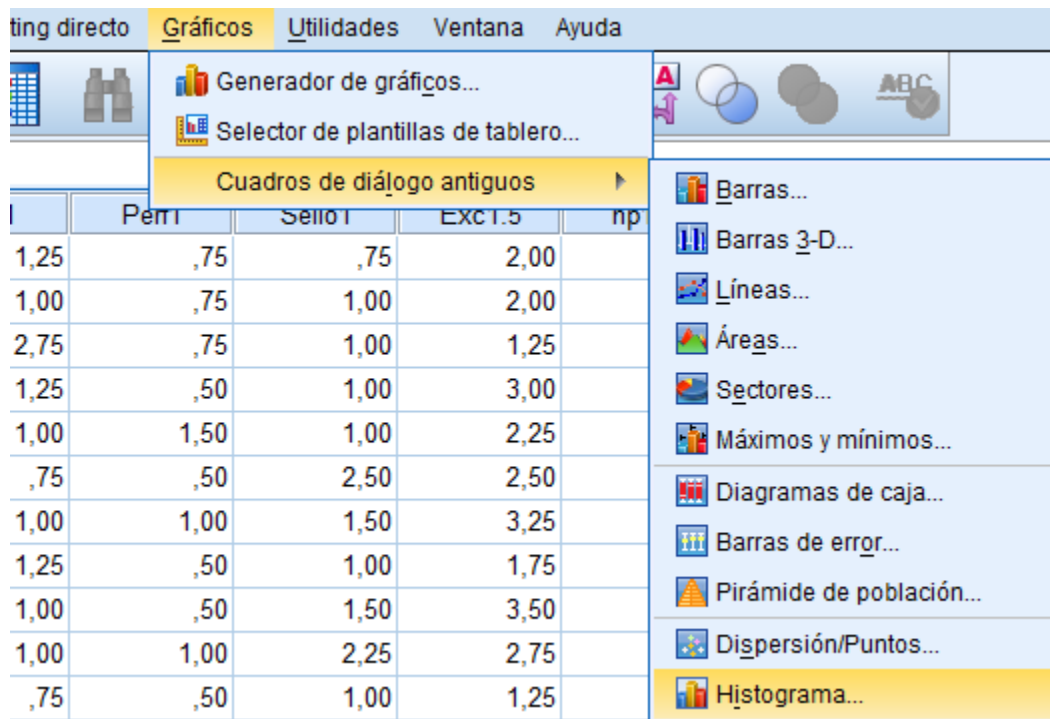 ting directo Gráficos Utilidades Ventana Ayuda
Generador de gráficos...
Selector de plantillas de tablero...
Cuadros de diálogo antiguos
Barras...
Barras 3-D...
Líneas...
Áreas...
Sectores...
Máximos y mínimos...
Diagramas de caja...
Barras de error...
Pirámide de población...
Dispersión/Puntos...
Histograma...
A
ABC
Perf1 Sello1 Exc1.5
1,25 ,75 ,75 2,00
1,00 ,75 1,00 2,00
2,75 ,75 1,00 1,25
1,25 ,50 1,00 3,00
1,00 1,50 1,00 2,25
,75 ,50 2,50 2,50
1,00 1,00 1,50 3,25
1,25 ,50 1,00 1,75
1,00 ,50 1,50 3,50
1,00 1,00 2,25 2,75
,75 ,50 1,00 1,25